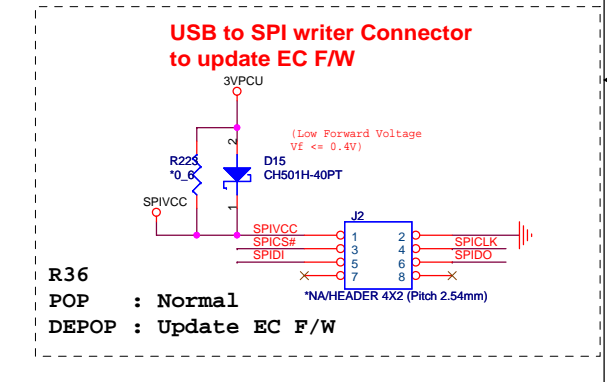 USB to SPI writer Connector
to update EC F/W
3VPCU
(Low Forward Voltage
Vf <= 0.4V)
2
D15
*0_6
CH501H-40PT
SPIVCC
1
J2
SPIVCC 1 2
SPICS# 3 4 SPICLK
SPIDI 5 6 SPIDO
7 8
*NA/HEADER 4X2 (Pitch 2.54mm)
R36
POP : Normal
DEPOP : Update EC F/W